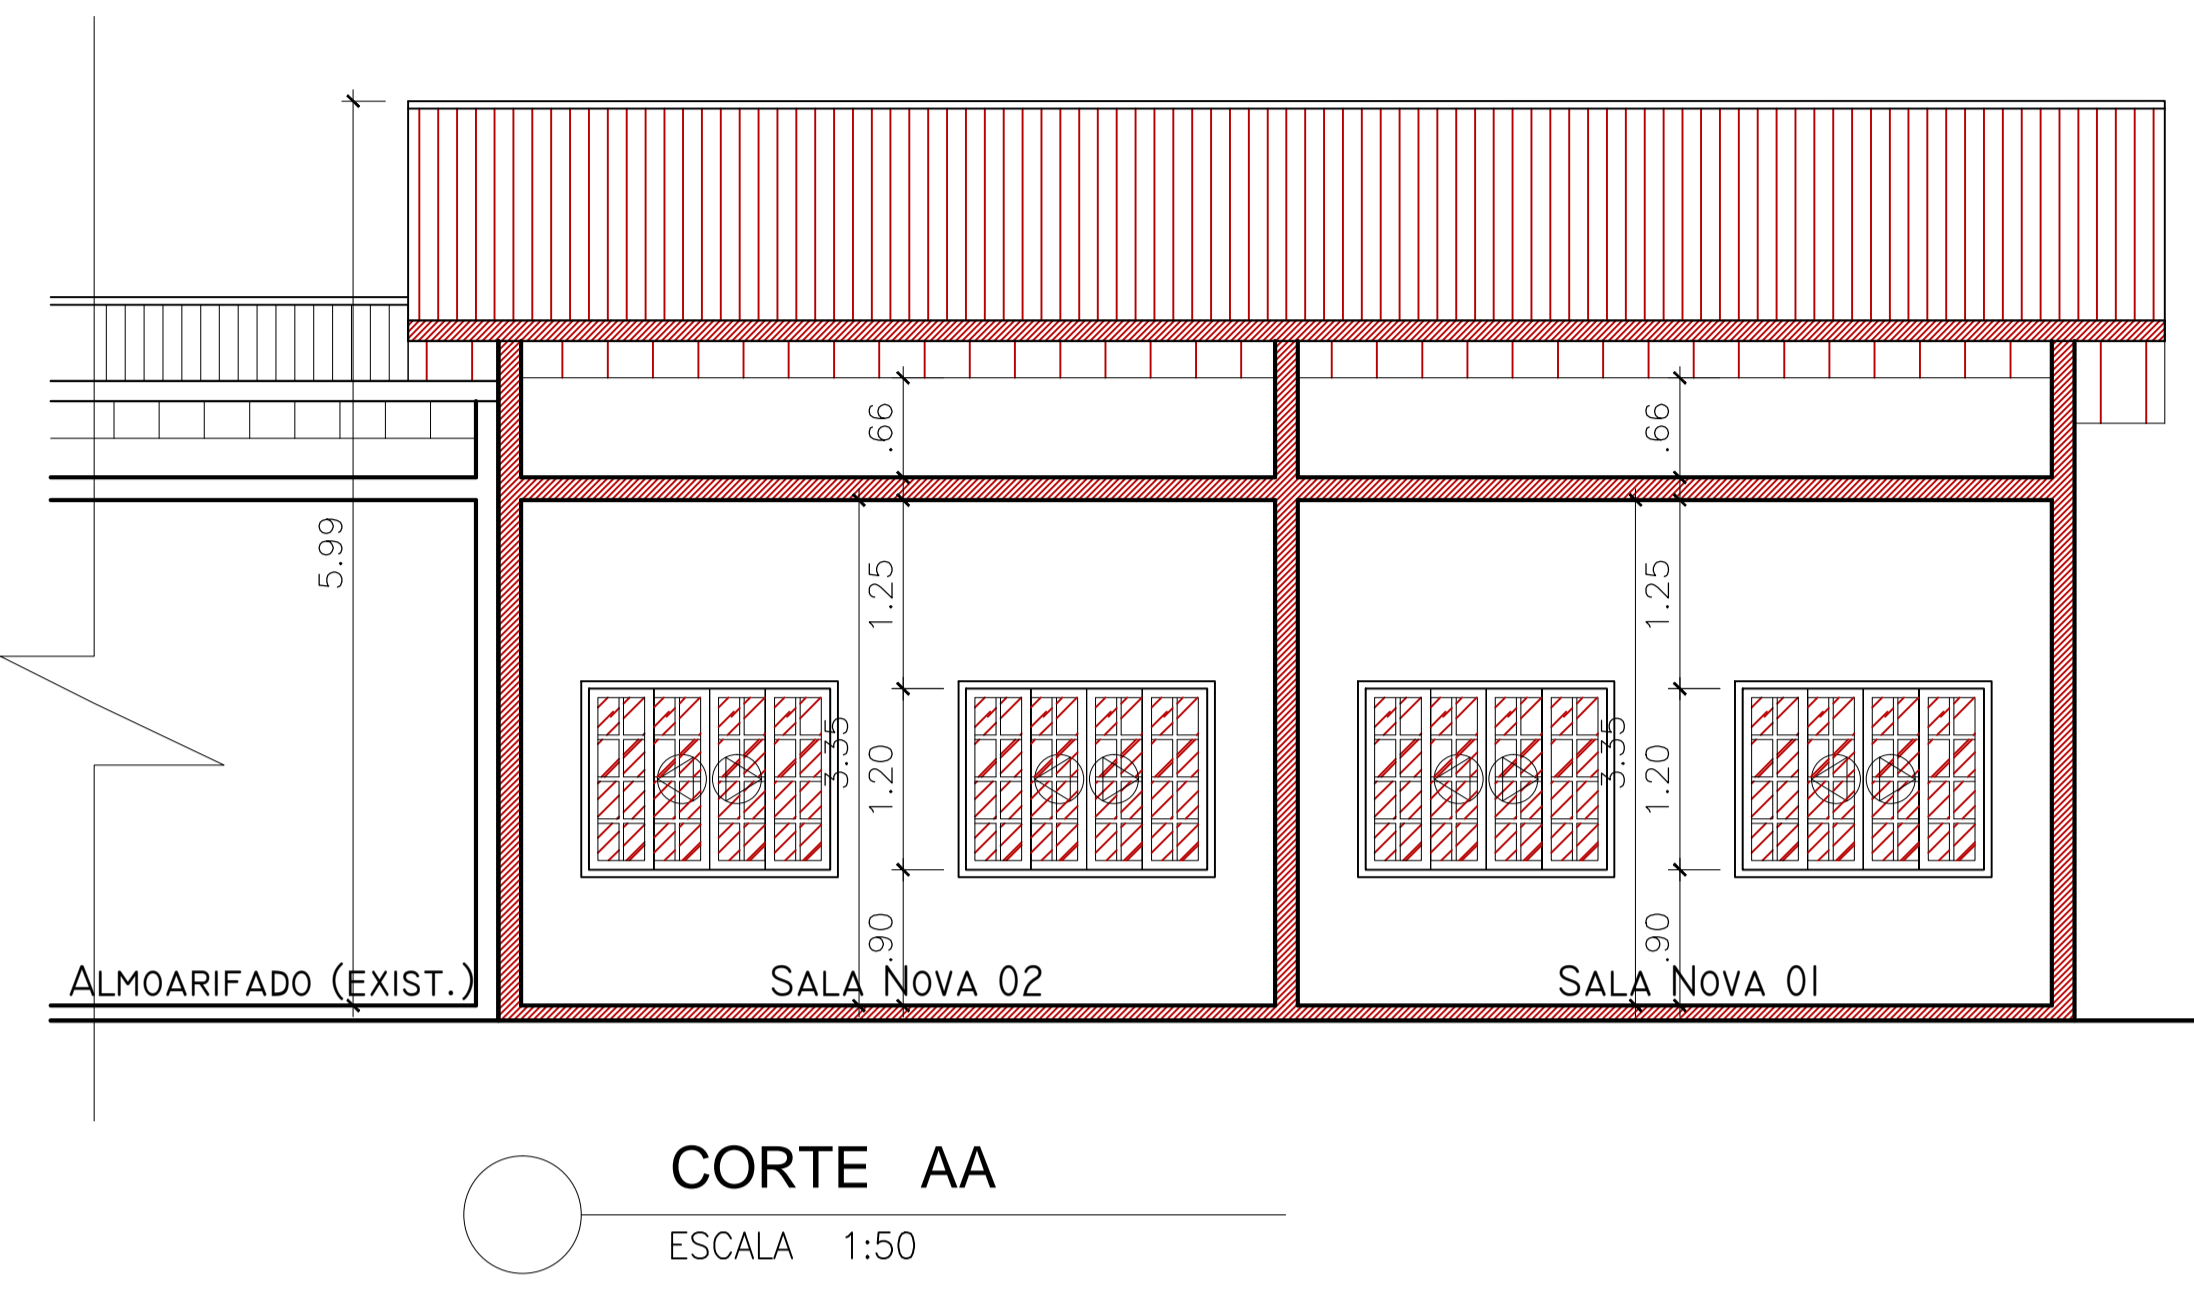 .66
.66
5.99
1.25
1.25
3.35
1.20
3.35
1.20
.90
.90
ALMOARIFADO (EXIST.)
SALA NOVA 02
SALA NOVA 01
CORTE AA
ESCALA 1:50